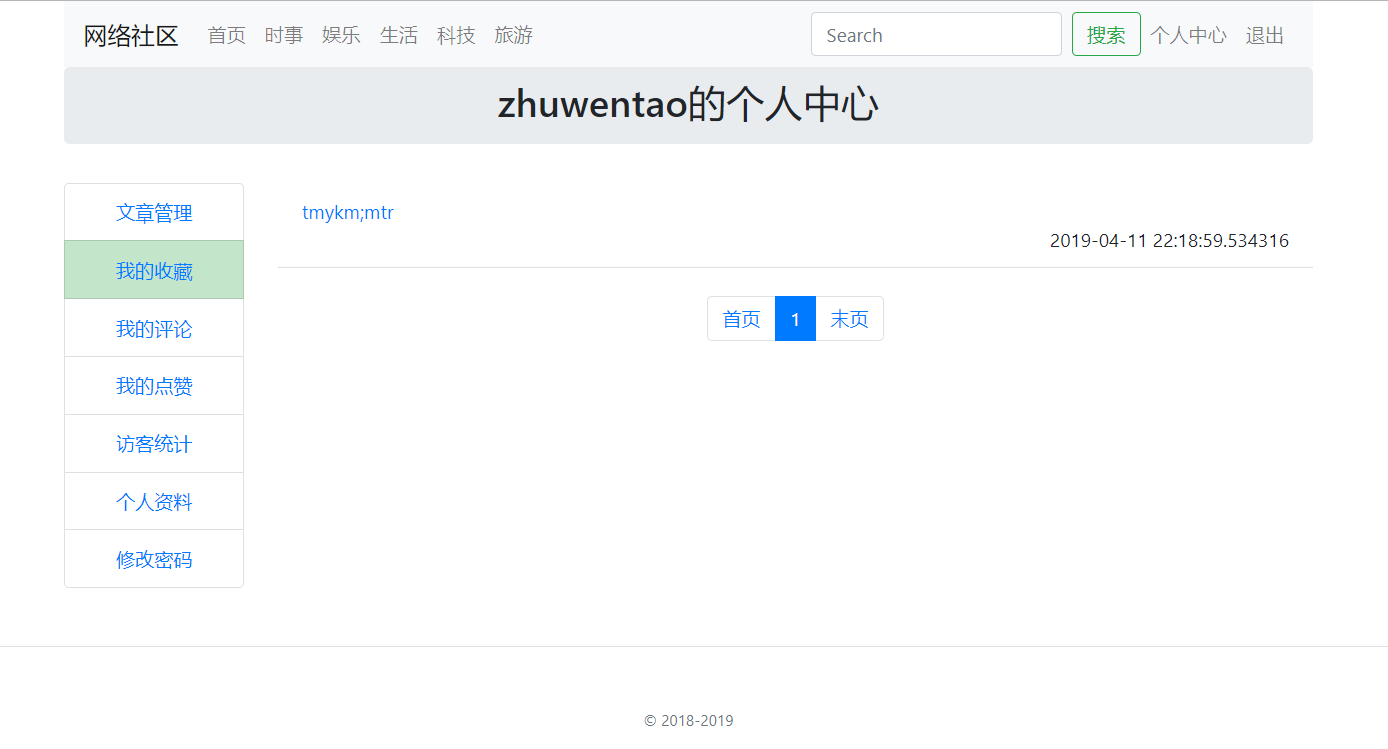 网络社区 首页 时事 娱乐 生活 科技 旅游 Search 搜索 个人中心 退出
zhuwentao的个人中心
文章管理
我的收藏
我的评论
我的点赞
访客统计
个人资料
修改密码
tmykm;mtr
2019-04-11 22:18:59.534316
首页 1 末页
© 2018-2019